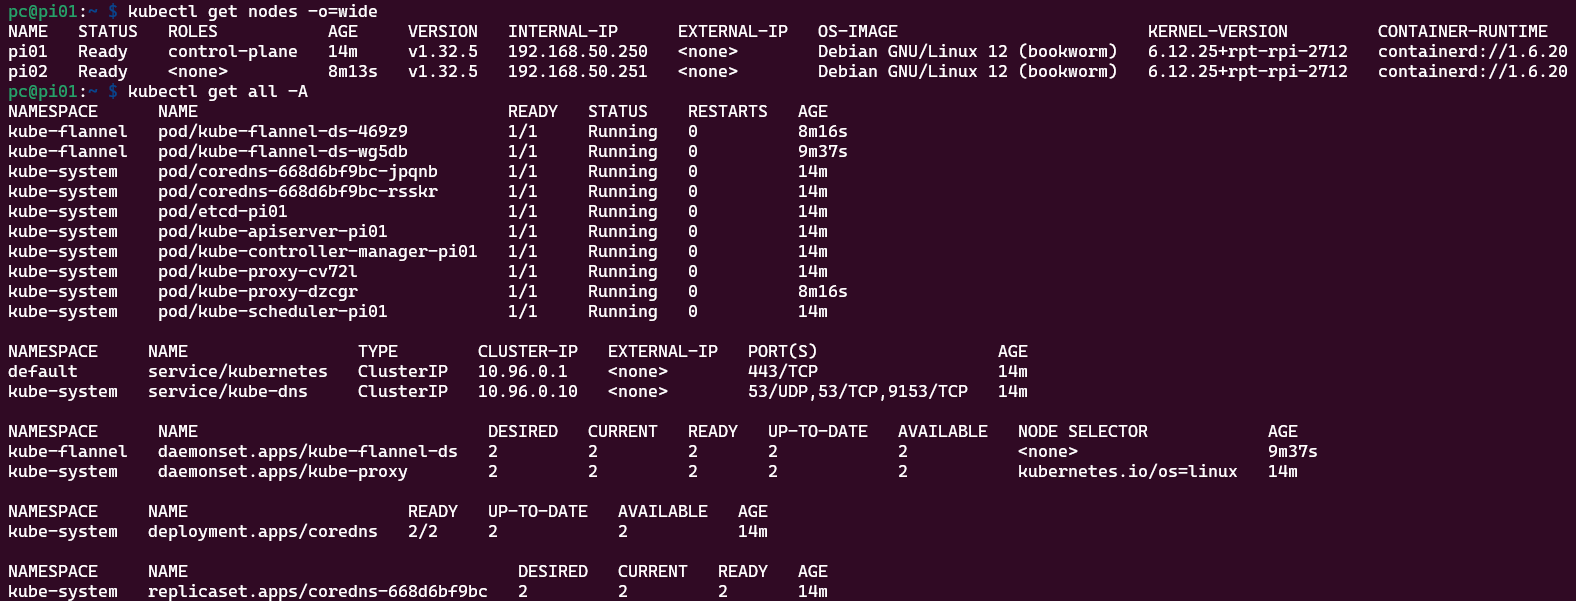 pc@pi01:~ $ kubectl get nodes -o=wide
NAME   STATUS   ROLES           AGE     VERSION   INTERNAL-IP      EXTERNAL-IP   OS-IMAGE                         KERNEL-VERSION         CONTAINER-RUNTIME
pi01   Ready    control-plane   14m     v1.32.5   192.168.50.250   <none>        Debian GNU/Linux 12 (bookworm)   6.12.25+rpt-rpi-2712   containerd://1.6.20
pi02   Ready    <none>          8m13s   v1.32.5   192.168.50.251   <none>        Debian GNU/Linux 12 (bookworm)   6.12.25+rpt-rpi-2712   containerd://1.6.20
pc@pi01:~ $ kubectl get all -A
NAMESPACE      NAME                               READY   STATUS    RESTARTS   AGE
kube-flannel   pod/kube-flannel-ds-469z9          1/1     Running   0          8m16s
kube-flannel   pod/kube-flannel-ds-wg5db          1/1     Running   0          9m37s
kube-system    pod/coredns-668d6bf9bc-jpqnb       1/1     Running   0          14m
kube-system    pod/coredns-668d6bf9bc-rsskr       1/1     Running   0          14m
kube-system    pod/etcd-pi01                      1/1     Running   0          14m
kube-system    pod/kube-apiserver-pi01            1/1     Running   0          14m
kube-system    pod/kube-controller-manager-pi01   1/1     Running   0          14m
kube-system    pod/kube-proxy-cv72l               1/1     Running   0          14m
kube-system    pod/kube-proxy-dzcgr               1/1     Running   0          8m16s
kube-system    pod/kube-scheduler-pi01            1/1     Running   0          14m

NAMESPACE     NAME                 TYPE        CLUSTER-IP   EXTERNAL-IP   PORT(S)                  AGE
default       service/kubernetes   ClusterIP   10.96.0.1    <none>        443/TCP                  14m
kube-system   service/kube-dns     ClusterIP   10.96.0.10   <none>        53/UDP,53/TCP,9153/TCP   14m

NAMESPACE      NAME                             DESIRED   CURRENT   READY   UP-TO-DATE   AVAILABLE   NODE SELECTOR            AGE
kube-flannel   daemonset.apps/kube-flannel-ds   2         2         2       2            2           <none>                   9m37s
kube-system    daemonset.apps/kube-proxy        2         2         2       2            2           kubernetes.io/os=linux   14m

NAMESPACE     NAME                      READY   UP-TO-DATE   AVAILABLE   AGE
kube-system   deployment.apps/coredns   2/2     2            2           14m

NAMESPACE     NAME                                 DESIRED   CURRENT   READY   AGE
kube-system   replicaset.apps/coredns-668d6bf9bc   2         2         2       14m